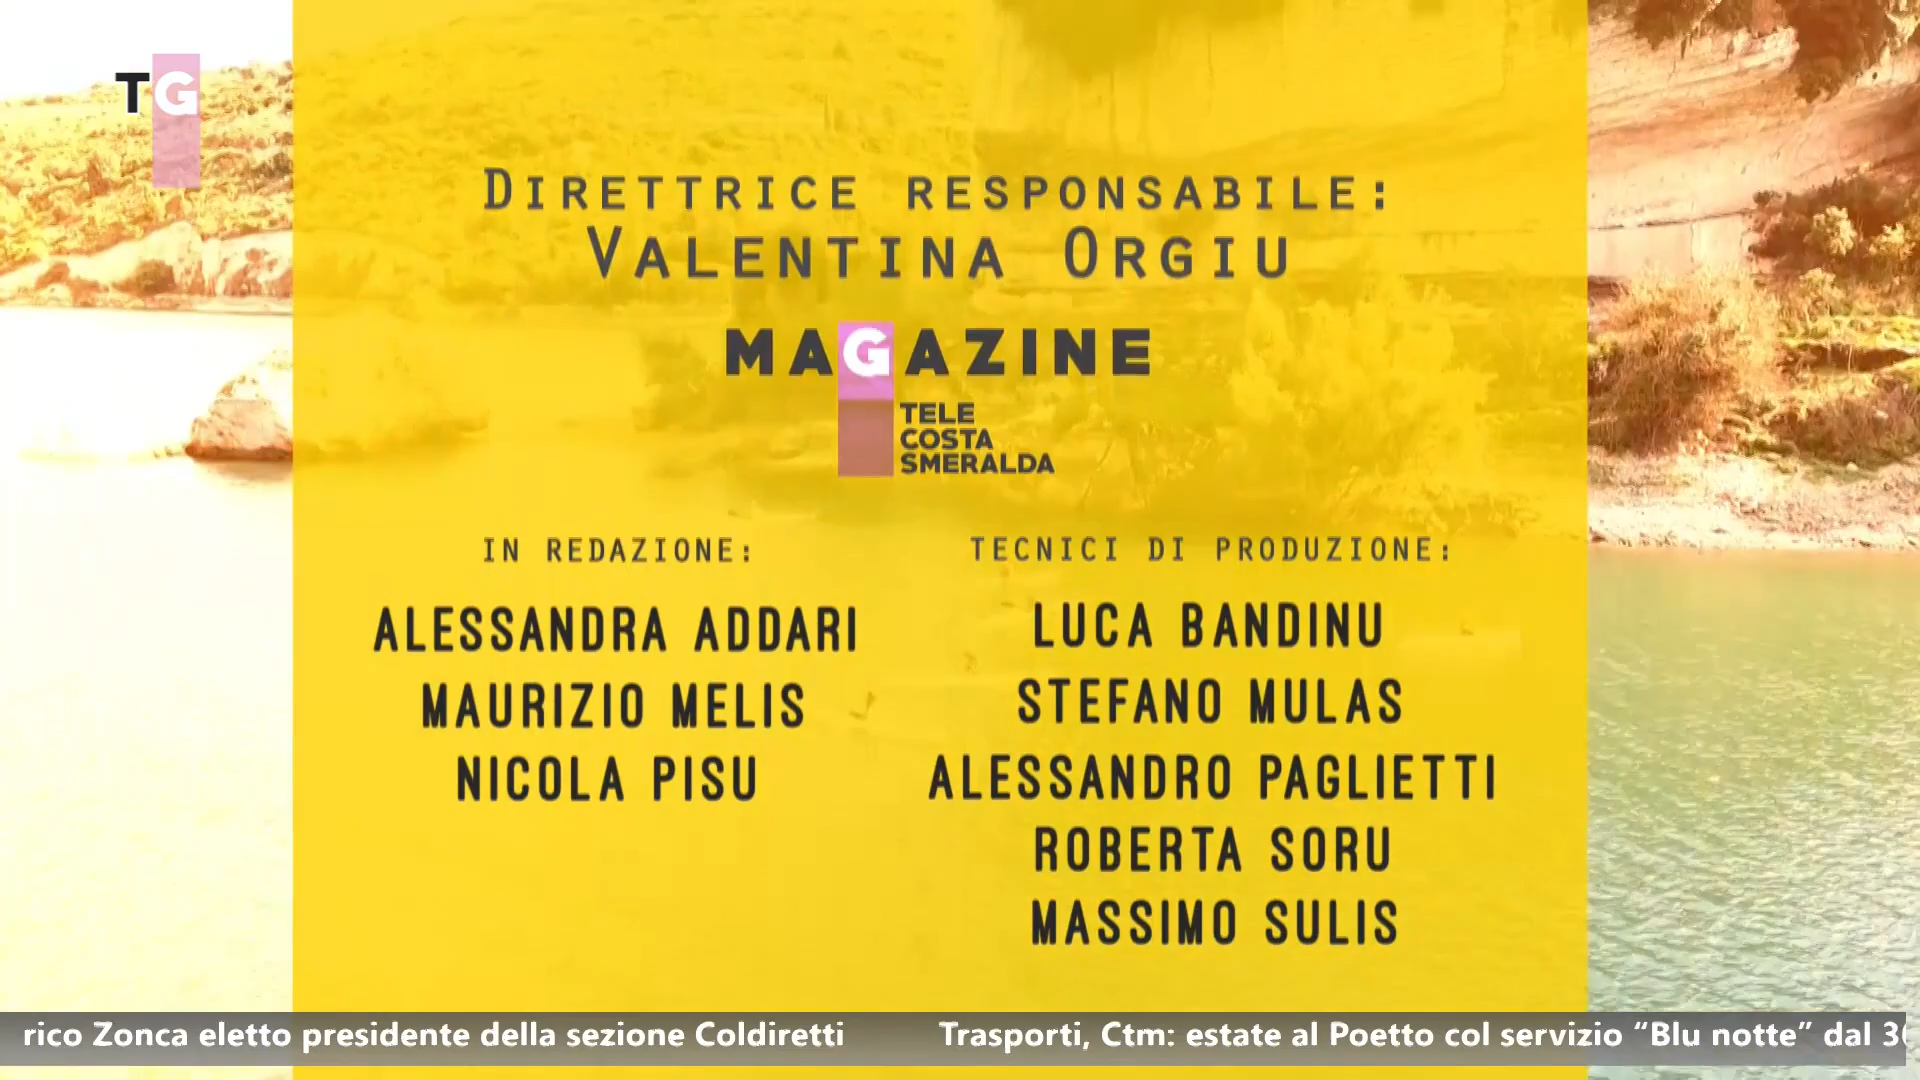 TG
DIRETTRICE RESPONSABILE:
VALENTINA ORGIU
MAGAZINE
TELE
COSTA
SMERALDA
IN REDAZIONE:
ALESSANDRA ADDARI
MAURIZIO MELIS
NICOLA PISU
TECNICI DI PRODUZIONE:
LUCA BANDINU
STEFANO MULAS
ALESSANDRO PAGLIETTI
ROBERTA SORU
MASSIMO SULIS
rico Zonca eletto presidente della sezione Coldiretti Trasporti, Ctm: estate al Poetto col servizio “Blu notte” dal